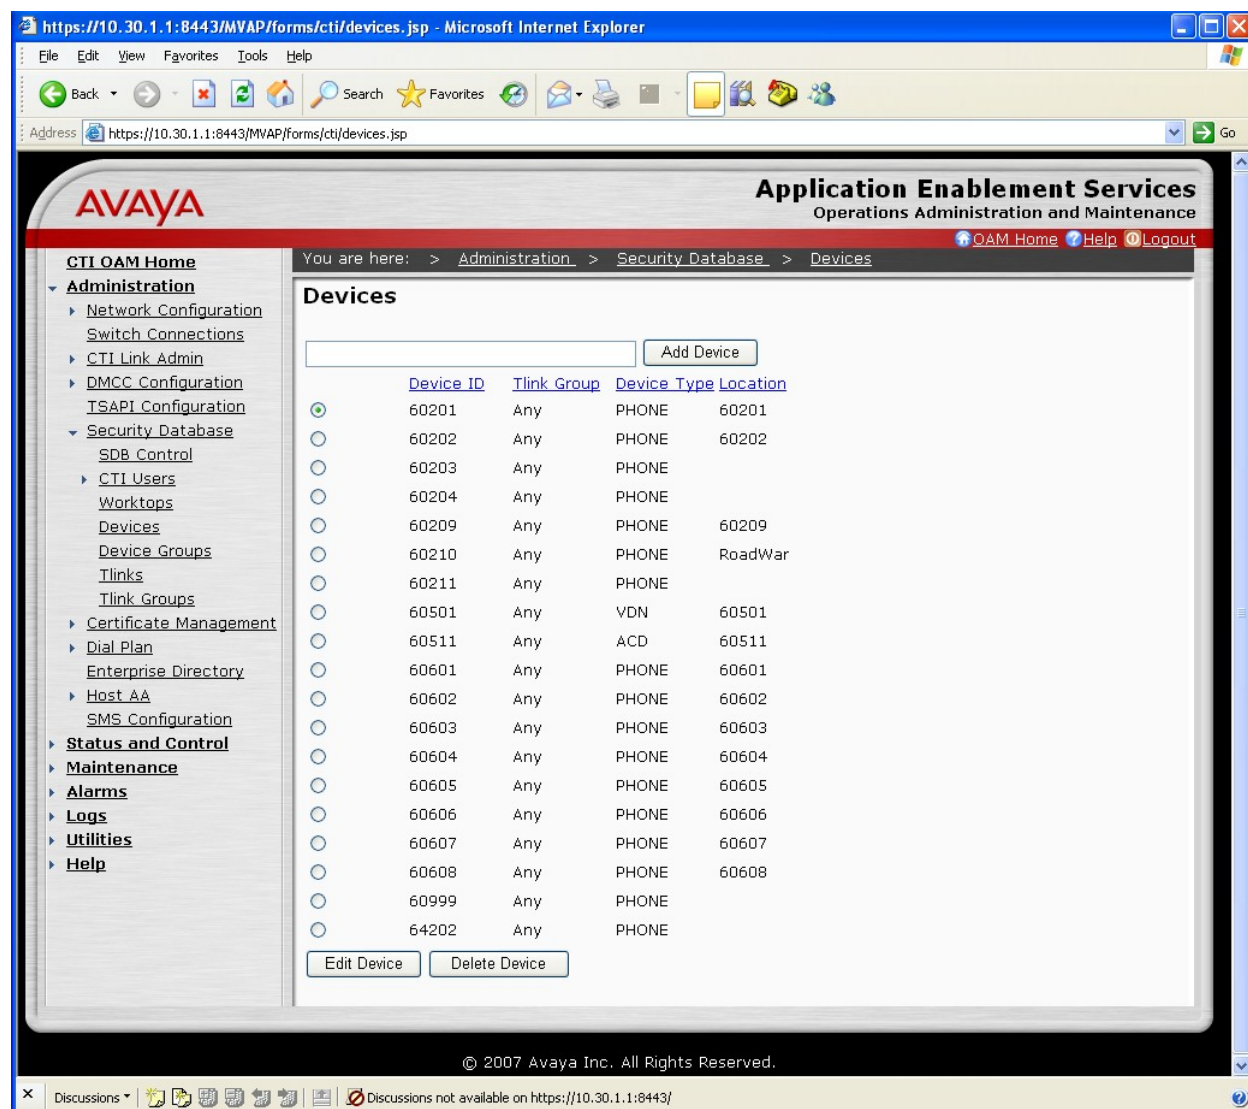 https://10.30.1.1:8443/MVAP/forms/cti/devices.jsp - Microsoft Internet Explorer
File Edit View Favorites Tools Help
Back Search Favorites
Address https://10.30.1.1:8443/MVAP/forms/cti/devices.jsp Go
AVAYA
Application Enablement Services
Operations Administration and Maintenance
OAM Home Help Logout
You are here: > Administration > Security Database > Devices
CTI OAM Home
Administration
Network Configuration
Switch Connections
CTI Link Admin
DMCC Configuration
TSAPI Configuration
Security Database
SDB Control
CTI Users
Worktops
Devices
Device Groups
Tlinks
Tlink Groups
Certificate Management
Dial Plan
Enterprise Directory
Host AA
SMS Configuration
Status and Control
Maintenance
Alarms
Logs
Utilities
Help
Devices
Add Device
Device ID Tlink Group Device Type Location
60201 Any PHONE 60201
60202 Any PHONE 60202
60203 Any PHONE
60204 Any PHONE
60209 Any PHONE 60209
60210 Any PHONE RoadWar
60211 Any PHONE
60501 Any VDN 60501
60511 Any ACD 60511
60601 Any PHONE 60601
60602 Any PHONE 60602
60603 Any PHONE 60603
60604 Any PHONE 60604
60605 Any PHONE 60605
60606 Any PHONE 60606
60607 Any PHONE 60607
60608 Any PHONE 60608
60999 Any PHONE
64202 Any PHONE
Edit Device Delete Device
© 2007 Avaya Inc. All Rights Reserved.
Discussions Discussions not available on https://10.30.1.1:8443/